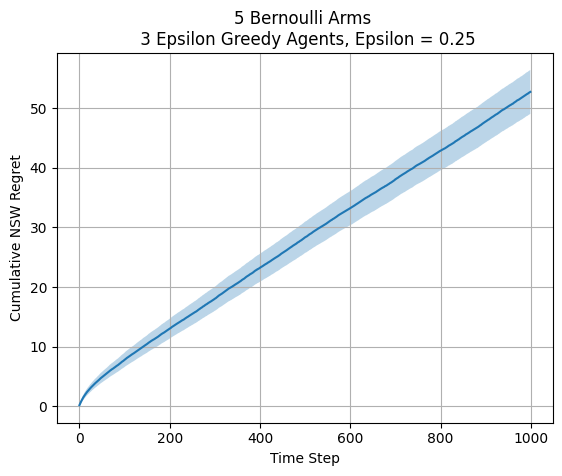 5 Bernoulli Arms
3 Epsilon Greedy Agents, Epsilon = 0.25
Cumulative NSW Regret
50
40
30
20
10
0
0 200 400 600 800 1000
Time Step